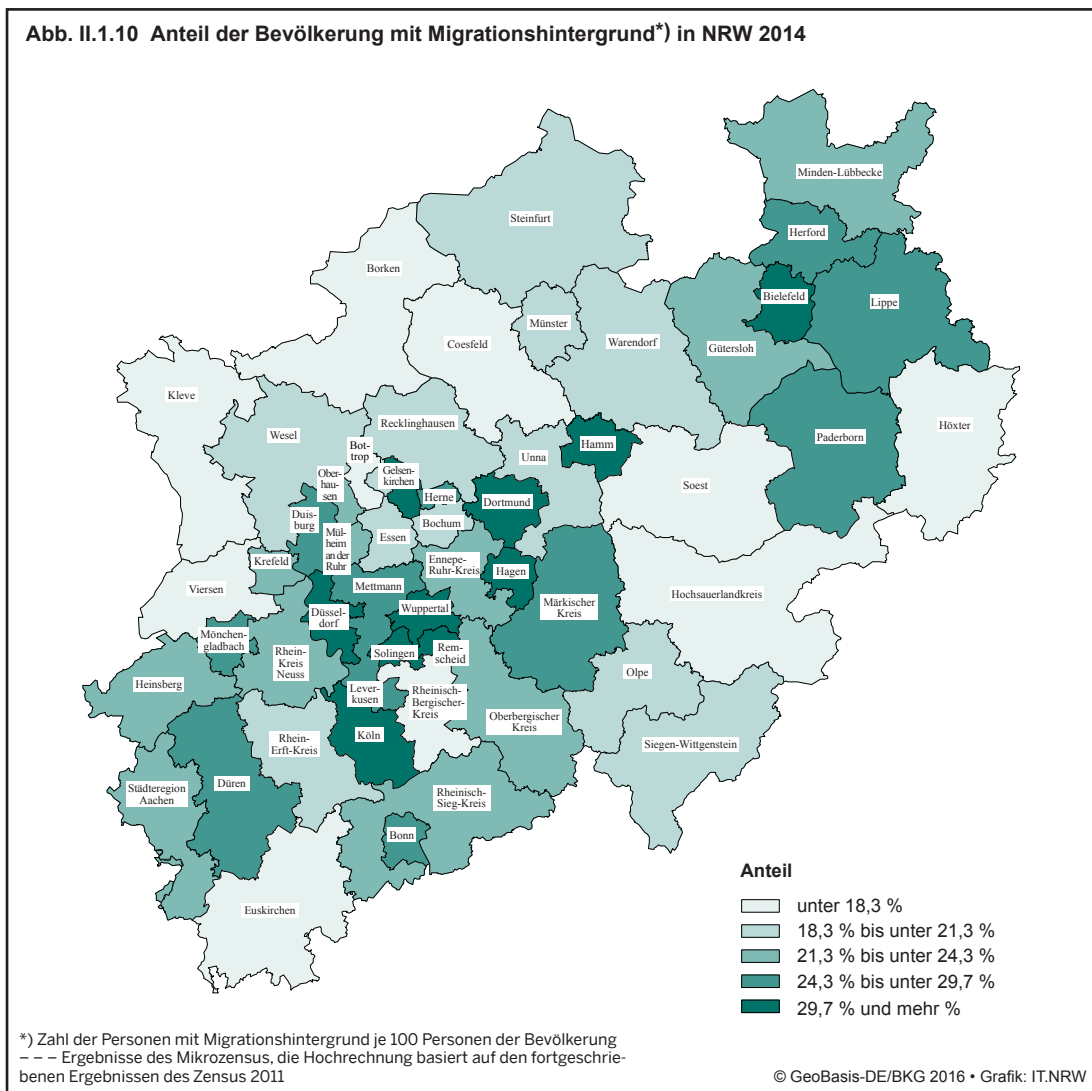 Abb. II.1.10 Anteil der Bevölkerung mit Migrationshintergrund*) in NRW 2014
Minden-Lübbecke
Steinfurt
Herford
Borken
Bielefeld
Lippe
Münster
Coesfeld
Warendorf
Gütersloh
Kleve
Höxter
Recklinghausen
Wesel
Paderborn
Hamm
Bot-
trop
Unna
Gelsen-
kirchen
Ober-
hausen
Soest
Herne
Dortmund
Duis-
burg
Bochum
Mülheim
an der
Ruhr
Essen
Krefeld
Ennepe-
Ruhr-Kreis
Hagen
Mettmann
Viersen
Hochsauerlandkreis
Märkischer
Kreis
Wuppertal
Düssel-
dorf
Mönchen-
gladbach
Rem-
scheid
Solingen
Rhein-
Kreis
Neuss
Olpe
Heinsberg
Lever-
kusen
Rheinisch-
Bergischer-
Kreis
Oberbergischer
Kreis
Köln
Rhein-
Erft-Kreis
Siegen-Wittgenstein
Städteregion
Aachen
Düren
Rheinisch-
Sieg-Kreis
Bonn
Euskirchen
Anteil
unter 18,3 %
18,3 % bis unter 21,3 %
21,3 % bis unter 24,3 %
24,3 % bis unter 29,7 %
29,7 % und mehr %
*) Zahl der Personen mit Migrationshintergrund je 100 Personen der Bevölkerung
– – – Ergebnisse des Mikrozensus, die Hochrechnung basiert auf den fortgeschrie-
benen Ergebnissen des Zensus 2011
© GeoBasis-DE/BKG 2016 • Grafik: IT.NRW